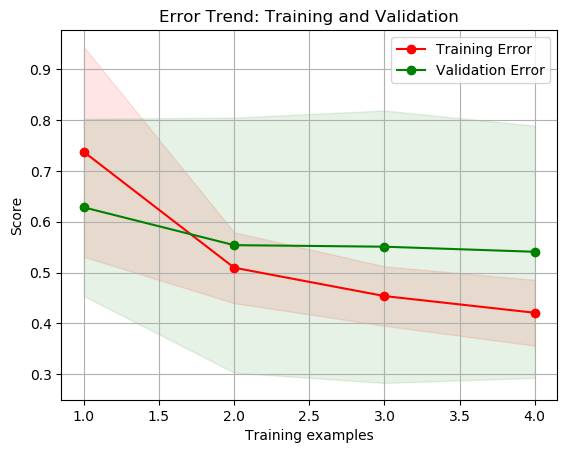 Error Trend: Training and Validation
Training Error
Validation Error
Score
0.9
0.8
0.7
0.6
0.5
0.4
0.3
1.0 1.5 2.0 2.5 3.0 3.5 4.0
Training examples